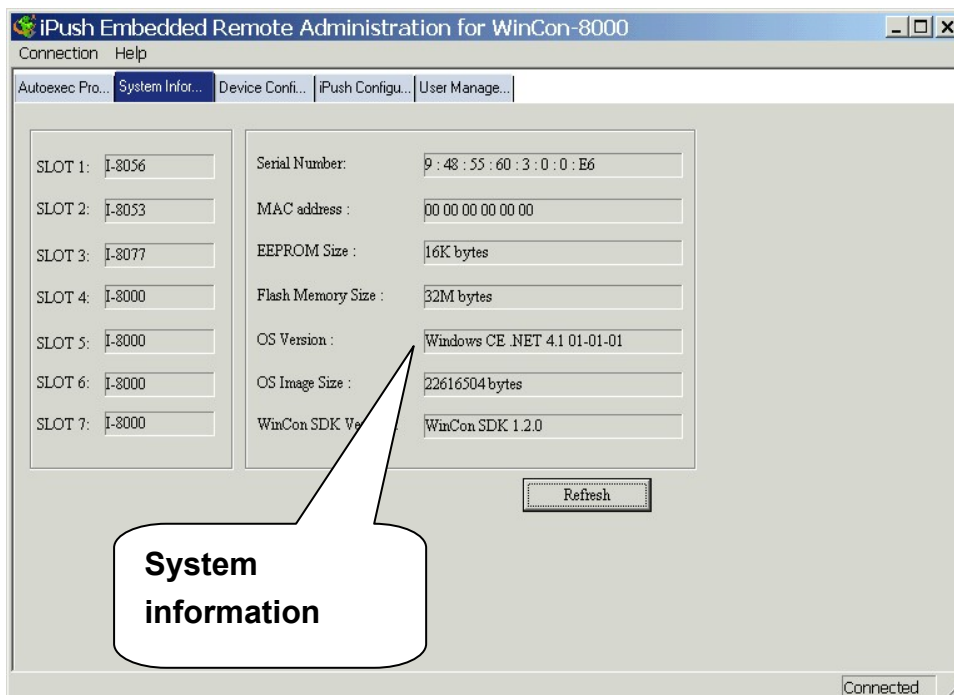 iPush Embedded Remote Administration for WinCon-8000
Connection Help
Autoexec Pro... System Infor... Device Confi... iPush Configu... User Manage...
SLOT 1: I-8056
SLOT 2: I-8053
SLOT 3: I-8077
SLOT 4: I-8000
SLOT 5: I-8000
SLOT 6: I-8000
SLOT 7: I-8000
Serial Number: 9 : 48 : 55 : 60 : 3 : 0 : 0 : E6
MAC address : 00 00 00 00 00 00
EEPROM Size : 16K bytes
Flash Memory Size : 32M bytes
OS Version : Windows CE .NET 4.1 01-01-01
OS Image Size : 22616504 bytes
WinCon SDK Ve WinCon SDK 1.2.0
Refresh
System
information
Connected